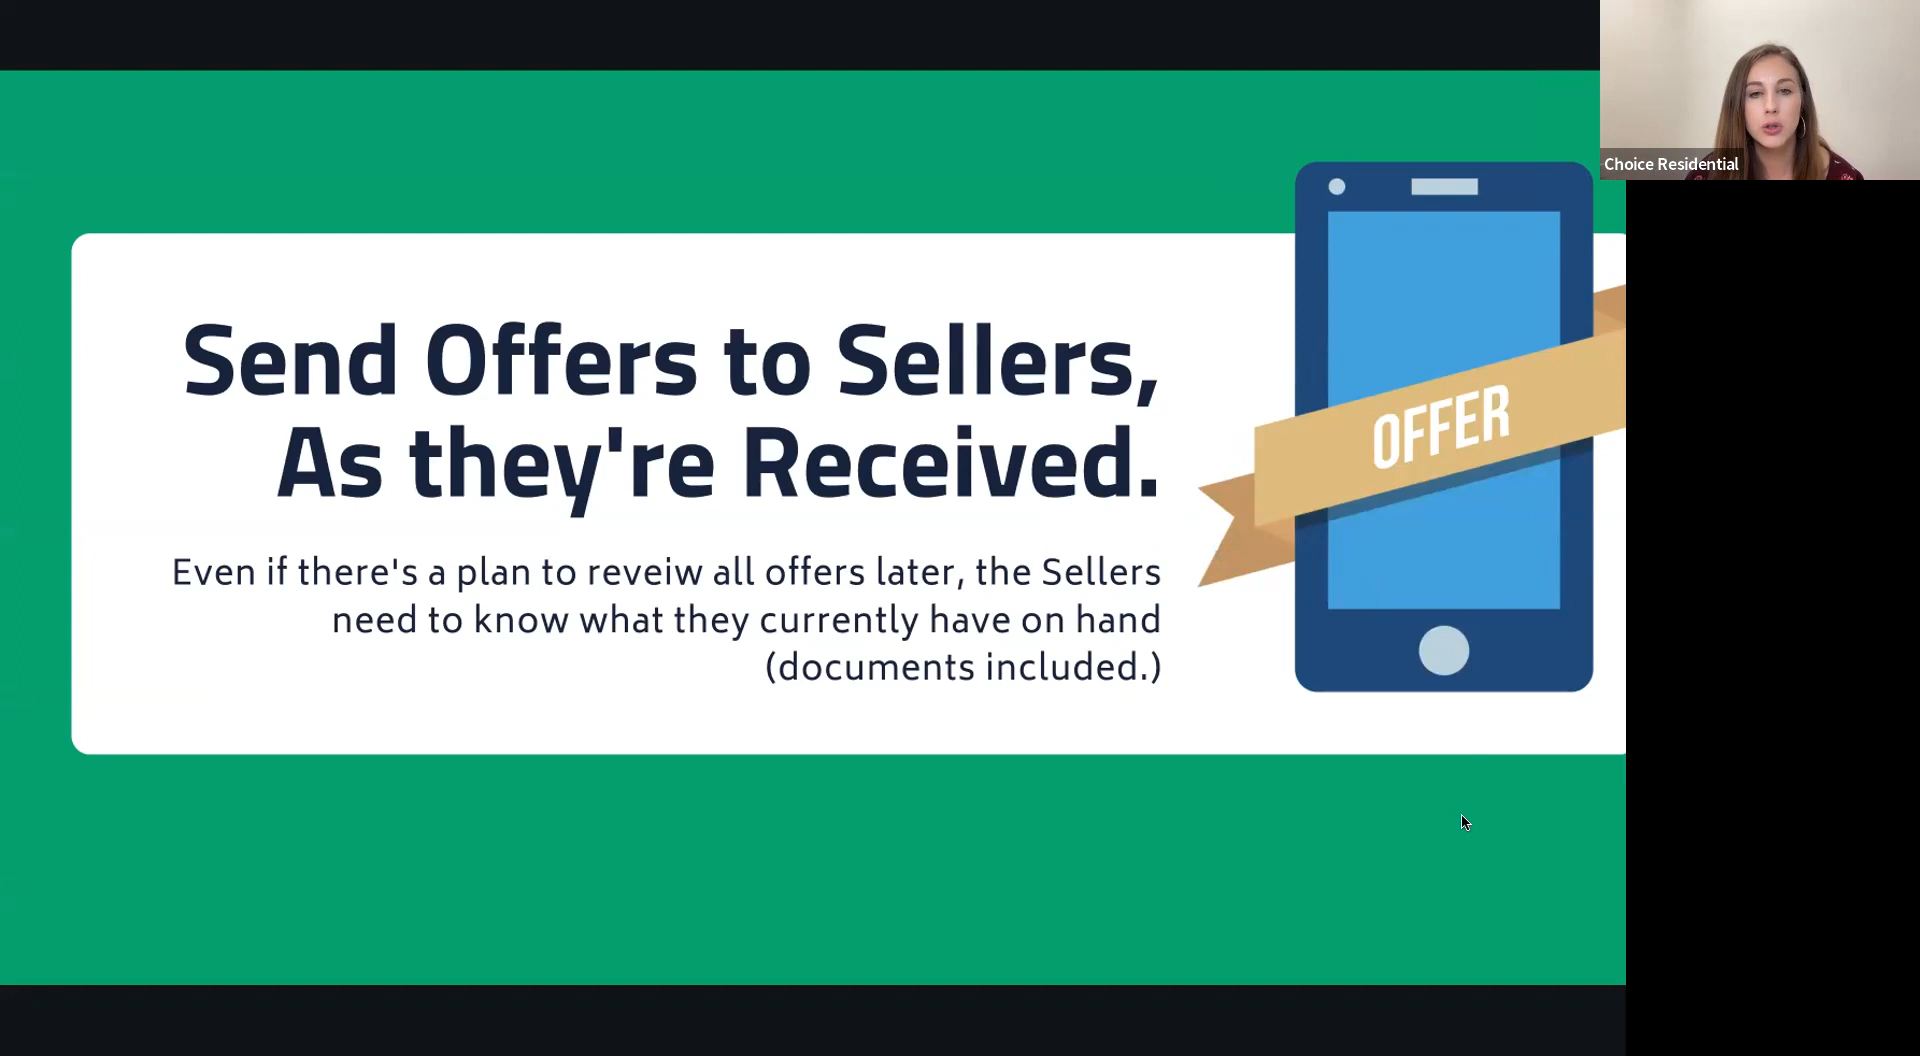 Choice Residential
Send Offers to Sellers,
As they're Received.
Even if there's a plan to reveiw all offers later, the Sellers
need to know what they currently have on hand
(documents included.)
OFFER